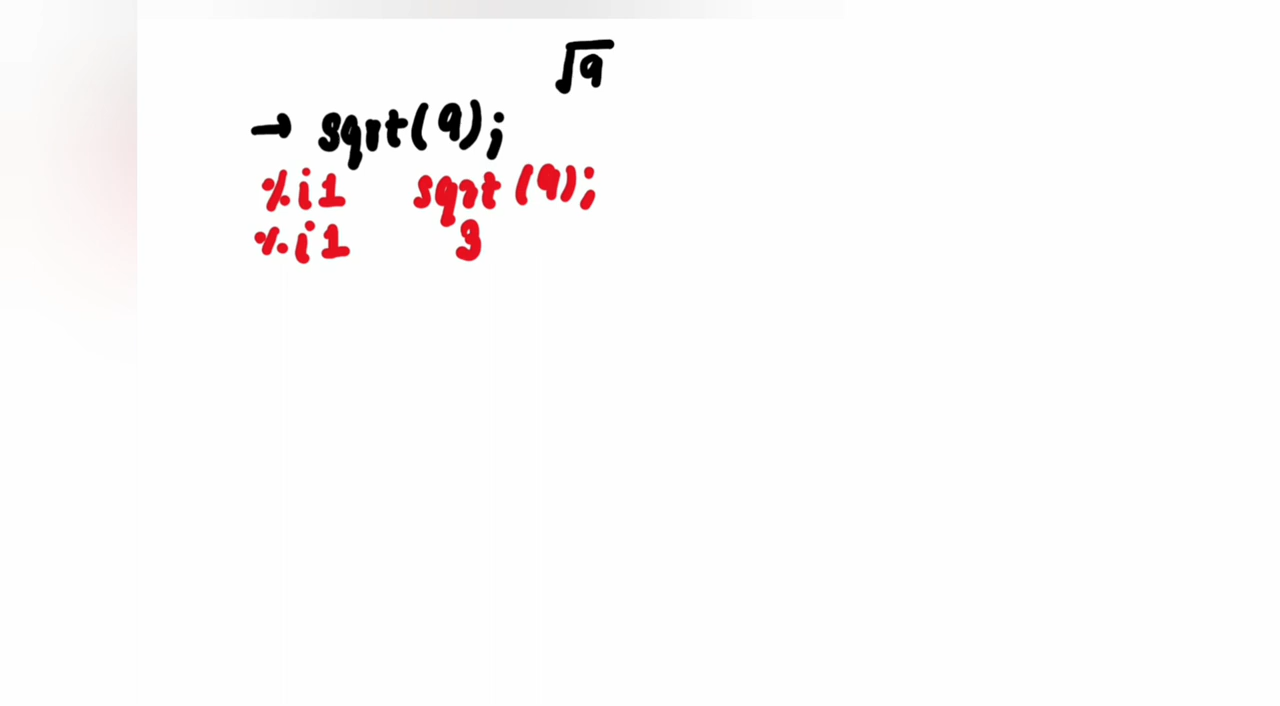 √9
→ sqrt(9);
%i1 sqrt(9);
%i1 3